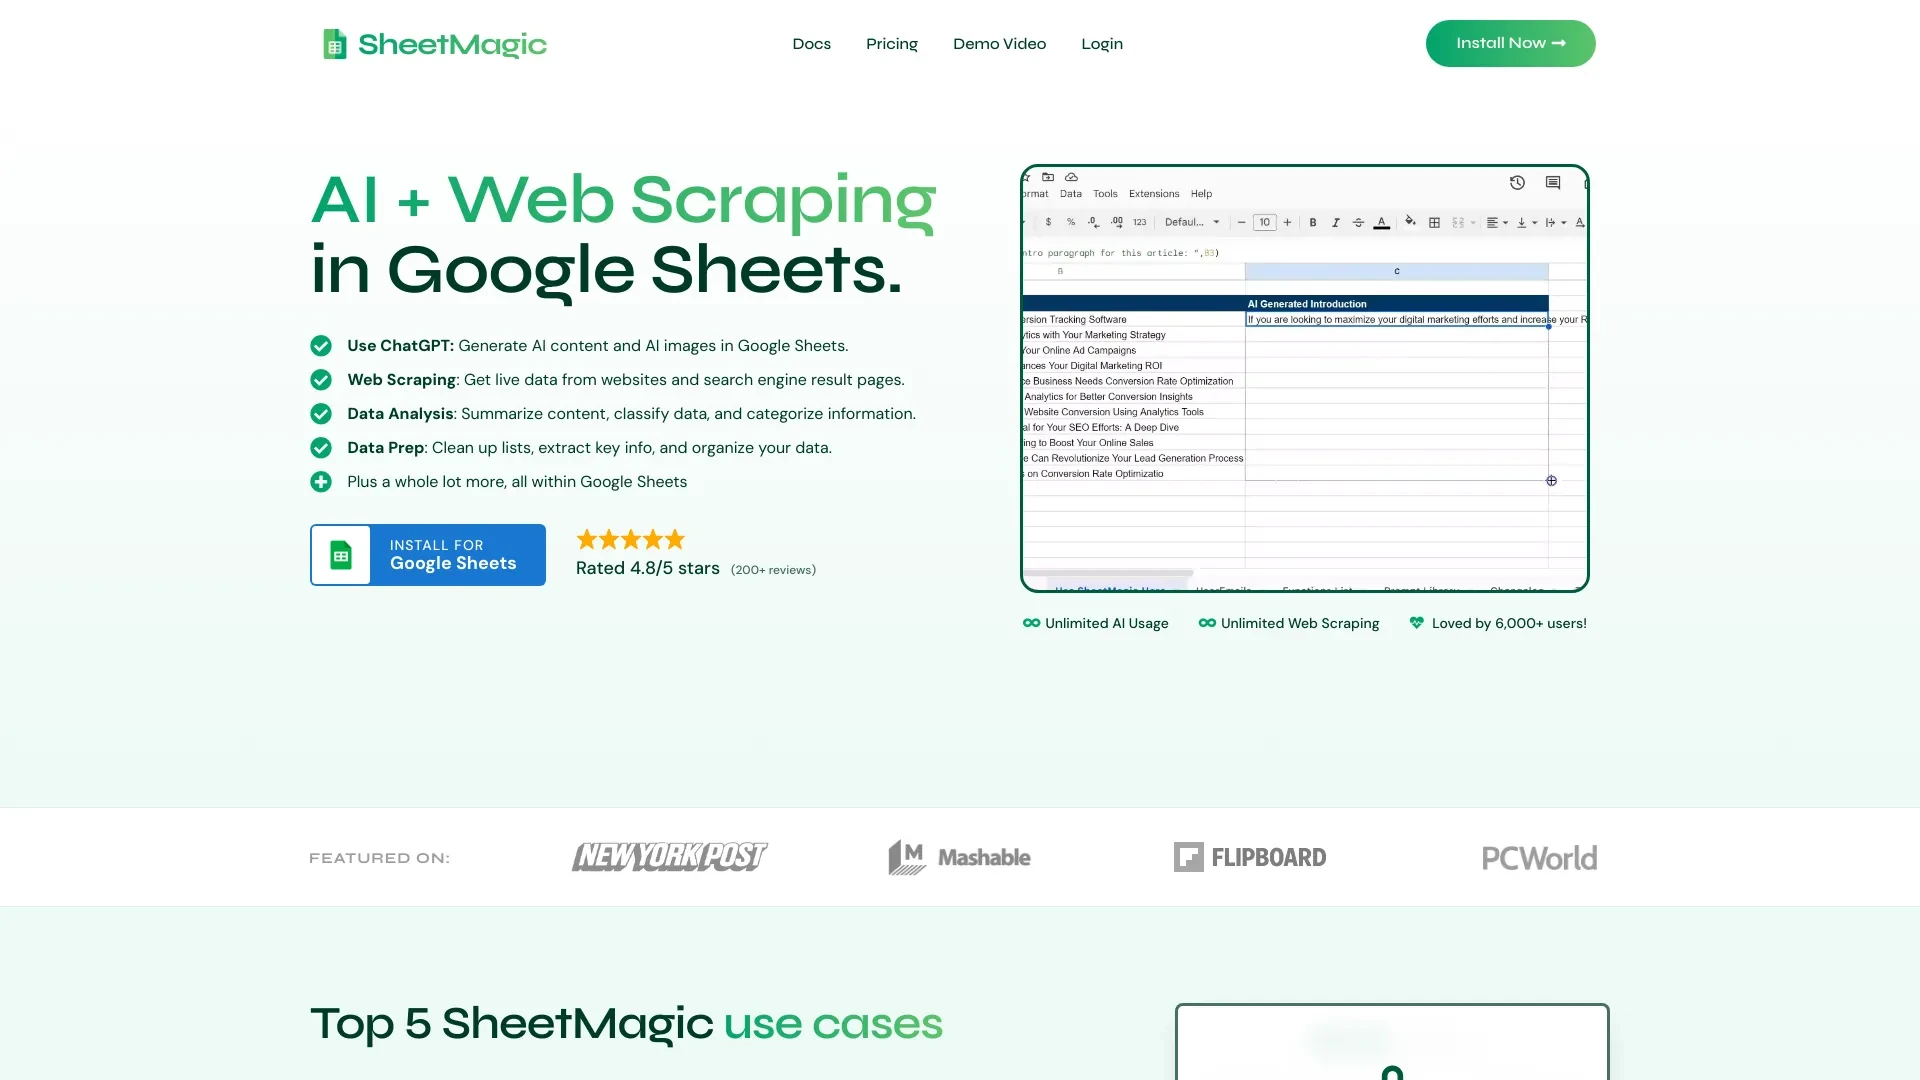 SheetMagic
Docs
Pricing
Demo Video
Login
Install Now
AI + Web Scraping
in Google Sheets.
Use ChatGPT: Generate AI content and AI images in Google Sheets.
Web Scraping: Get live data from websites and search engine result pages.
Data Analysis: Summarize content, classify data, and categorize information.
Data Prep: Clean up lists, extract key info, and organize your data.
Plus a whole lot more, all within Google Sheets
INSTALL FOR
Google Sheets
Rated 4.8/5 stars (200+ reviews)
Data Tools Extensions Help
$ % .0 .00 123 Defaul... − 10 + B I A
paragraph for this article: ",B3)
B C
AI Generated Introduction
Tracking Software
If you are looking to maximize your digital marketing efforts and increase your R
with Your Marketing Strategy
Your Online Ad Campaigns
Your Digital Marketing ROI
Business Needs Conversion Rate Optimization
Analytics for Better Conversion Insights
Website Conversion Using Analytics Tools
for Your SEO Efforts: A Deep Dive
to Boost Your Online Sales
Can Revolutionize Your Lead Generation Process
on Conversion Rate Optimizatio
Unlimited AI Usage
Unlimited Web Scraping
Loved by 6,000+ users!
FEATURED ON:
NEW YORK POST
M Mashable
FLIPBOARD
PCWorld
Top 5 SheetMagic use cases